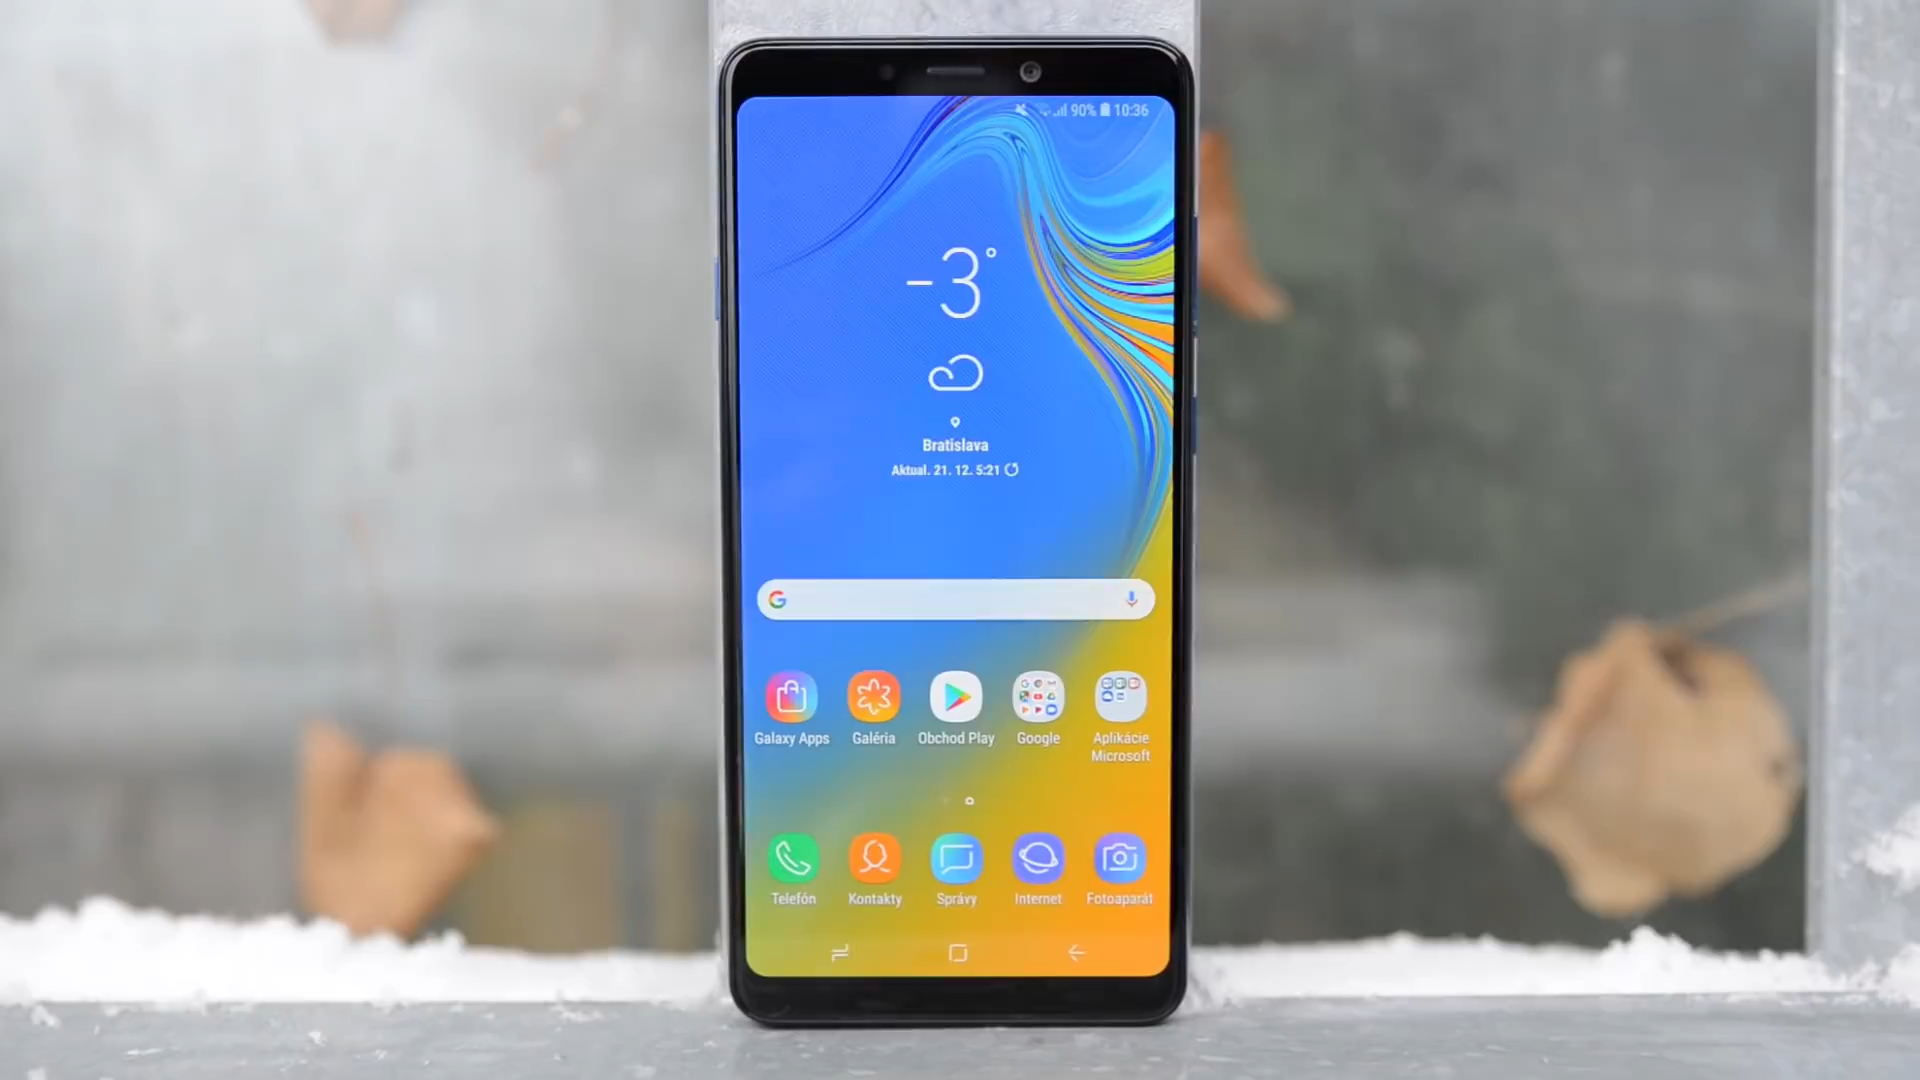 90% 10:36
-3°
Bratislava
Aktual. 21. 12. 5:21
Galaxy Apps Galéria Obchod Play Google Aplikácie Microsoft
Telefón Kontakty Správy Internet Fotoaparát